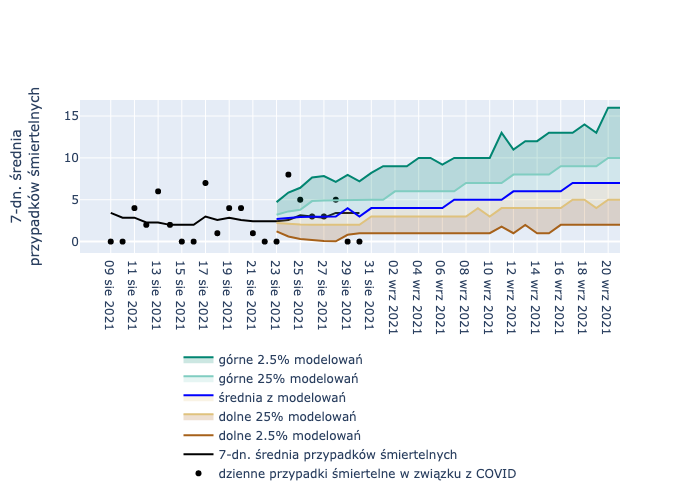 7-dn. średnia
przypadków śmiertelnych
15
10
5
0
09 sie 2021
11 sie 2021
13 sie 2021
15 sie 2021
17 sie 2021
19 sie 2021
21 sie 2021
23 sie 2021
25 sie 2021
27 sie 2021
29 sie 2021
31 sie 2021
02 wrz 2021
04 wrz 2021
06 wrz 2021
08 wrz 2021
10 wrz 2021
12 wrz 2021
14 wrz 2021
16 wrz 2021
18 wrz 2021
20 wrz 2021
górne 2.5% modelowań
górne 25% modelowań
średnia z modelowań
dolne 25% modelowań
dolne 2.5% modelowań
7-dn. średnia przypadków śmiertelnych
dzienne przypadki śmiertelne w związku z COVID